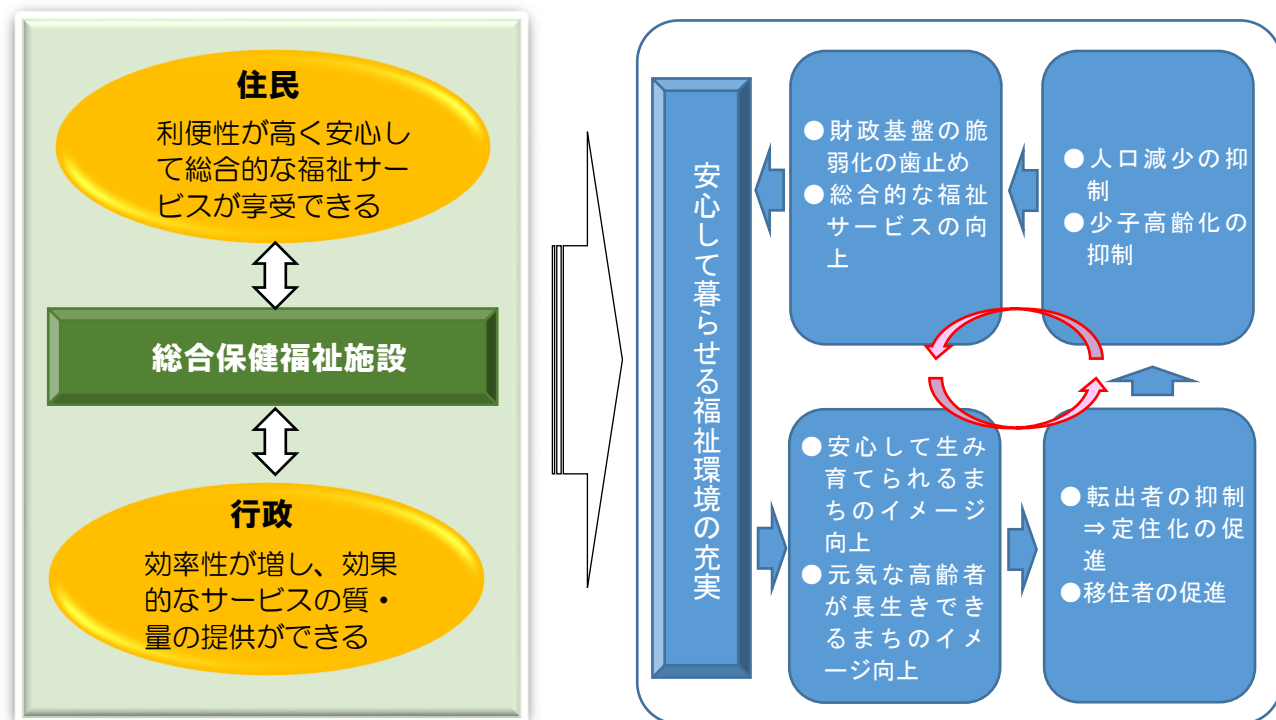 住民
利便性が高く安心し
て総合的な福祉サー
ビスが享受できる
総合保健福祉施設
行政
効率性が増し、効果
的なサービスの質・
量の提供ができる
安心して暮らせる福祉環境の充実
●財政基盤の脆
弱化の歯止め
●総合的な福祉
サービスの向
上
●人口減少の抑
制
●少子高齢化の
抑制
●安心して生み
育てられるま
ちのイメージ
向上
●元気な高齢者
が長生きでき
るまちのイメ
ージ向上
●転出者の抑制
⇒定住化の促
進
●移住者の促進